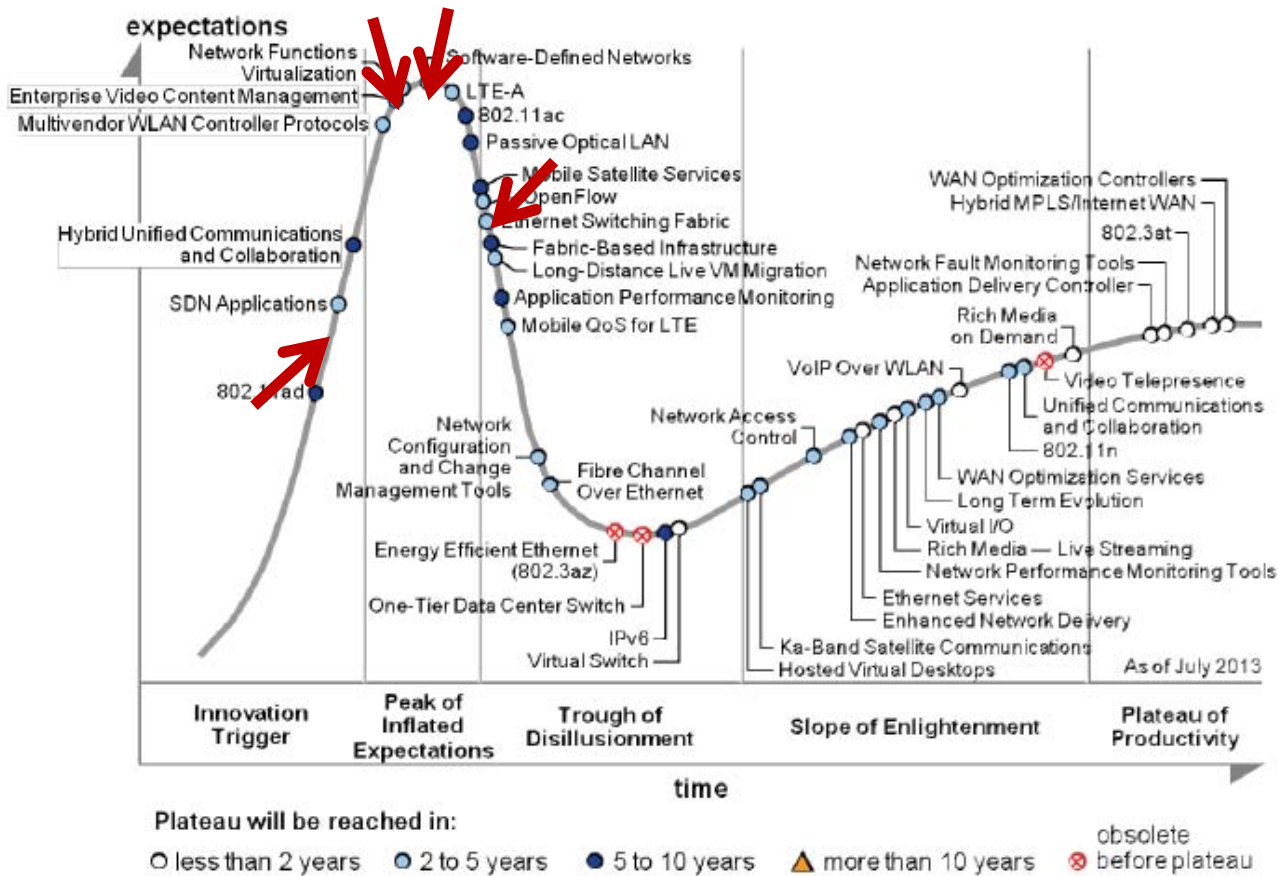 expectations
Network Functions
Virtualization
Enterprise Video Content Management
Multivendor WLAN Controller Protocols
Hybrid Unified Communications
and Collaboration
SDN Applications
802.11ad
Software-Defined Networks
LTE-A
802.11ac
Passive Optical LAN
Mobile Satellite Services
OpenFlow
Ethernet Switching Fabric
Fabric-Based Infrastructure
Long-Distance Live VM Migration
Application Performance Monitoring
Mobile QoS for LTE
Network
Configuration
and Change
Management Tools
Fibre Channel
Over Ethernet
Energy Efficient Ethernet
(802.3az)
One-Tier Data Center Switch
IPv6
Virtual Switch
Network Access
Control
VoIP Over WLAN
Rich Media
on Demand
Application Delivery Controller
Network Fault Monitoring Tools
802.3at
Hybrid MPLS/Internet WAN
WAN Optimization Controllers
Video Telepresence
Unified Communications
and Collaboration
802.11n
WAN Optimization Services
Long Term Evolution
Virtual I/O
Rich Media — Live Streaming
Network Performance Monitoring Tools
Ethernet Services
Enhanced Network Delivery
Ka-Band Satellite Communications
Hosted Virtual Desktops
As of July 2013
Innovation
Trigger
Peak of
Inflated
Expectations
Trough of
Disillusionment
Slope of Enlightenment
Plateau of
Productivity
time
Plateau will be reached in:
less than 2 years
2 to 5 years
5 to 10 years
more than 10 years
obsolete
before plateau